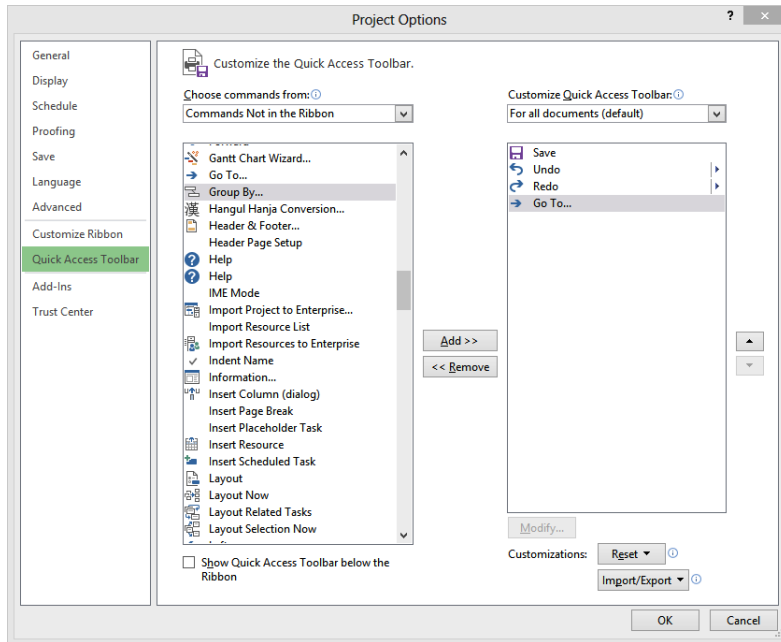 Project Options
?
General
Display
Schedule
Proofing
Save
Language
Advanced
Customize Ribbon
Quick Access Toolbar
Add-Ins
Trust Center
Customize the Quick Access Toolbar.
Choose commands from:
Commands Not in the Ribbon
Gantt Chart Wizard...
Go To...
Group By...
漢 Hangul Hanja Conversion...
Header & Footer...
Header Page Setup
Help
Help
IME Mode
Import Project to Enterprise...
Import Resource List
Import Resources to Enterprise
Indent Name
Information...
Insert Column (dialog)
Insert Page Break
Insert Placeholder Task
Insert Resource
Insert Scheduled Task
Layout
Layout Now
Layout Related Tasks
Layout Selection Now
Show Quick Access Toolbar below the
Ribbon
Add >>
<< Remove
Customize Quick Access Toolbar:
For all documents (default)
Save
Undo
Redo
Go To...
Modify...
Customizations:
Reset
Import/Export
OK
Cancel